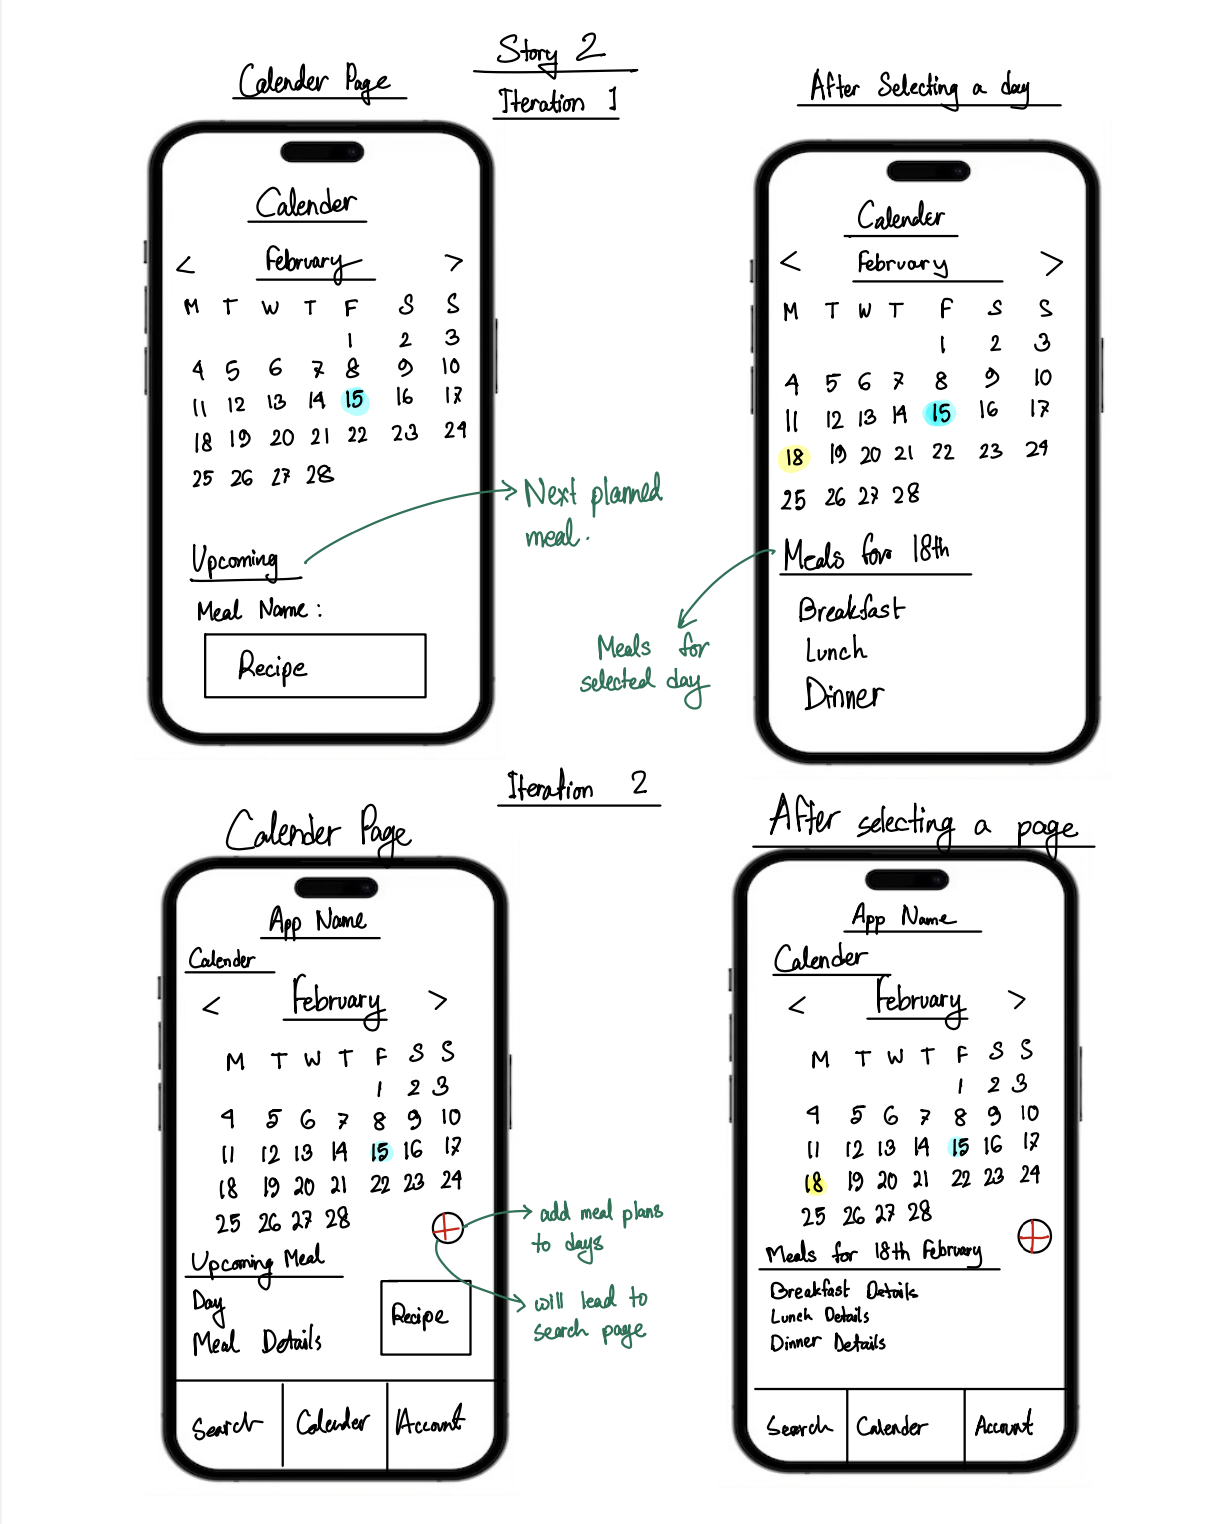 Story 2
Iteration 1
Calender Page
Calender
< February >
M T W T F S S
1 2 3
4 5 6 7 8 9 10
11 12 13 14 15 16 17
18 19 20 21 22 23 24
25 26 27 28
Upcoming
Meal Name :
Recipe
Next planned
meal.
After Selecting a day
Calender
< February >
M T W T F S S
1 2 3
4 5 6 7 8 9 10
11 12 13 14 15 16 17
18 19 20 21 22 23 24
25 26 27 28
Meals for 18th
Breakfast
Lunch
Dinner
Meals for
selected day
Iteration 2
Calender Page
App Name
Calender
< February >
M T W T F S S
1 2 3
4 5 6 7 8 9 10
11 12 13 14 15 16 17
18 19 20 21 22 23 24
25 26 27 28
Upcoming Meal
Day
Meal Details
Recipe
Search Calender Account
add meal plans
to days
will lead to
search page
After selecting a page
App Name
Calender
< February >
M T W T F S S
1 2 3
4 5 6 7 8 9 10
11 12 13 14 15 16 17
18 19 20 21 22 23 24
25 26 27 28
Meals for 18th February
Breakfast Details
Lunch Details
Dinner Details
Search Calender Account